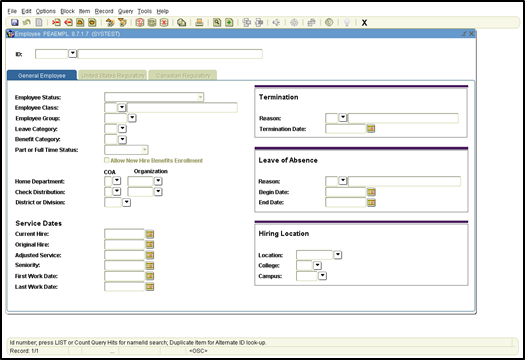 File Edit Options Block Item Record Query Tools Help
X
Employee PEAEMPL 8.7.1.7 (SYSTEST)
ID:
General Employee United States Regulatory Canadian Regulatory
Employee Status:
Employee Class:
Employee Group:
Leave Category:
Benefit Category:
Part or Full Time Status:
Allow New Hire Benefits Enrollment
COA Organization
Home Department:
Check Distribution:
District or Division:
Service Dates
Current Hire:
Original Hire:
Adjusted Service:
Seniority:
First Work Date:
Last Work Date:
Termination
Reason:
Termination Date:
Leave of Absence
Reason:
Begin Date:
End Date:
Hiring Location
Location:
College:
Campus:
Id number; press LIST or Count Query Hits for name/id search; Duplicate Item for Alternate ID look-up.
Record: 1/1 ... <OSC>